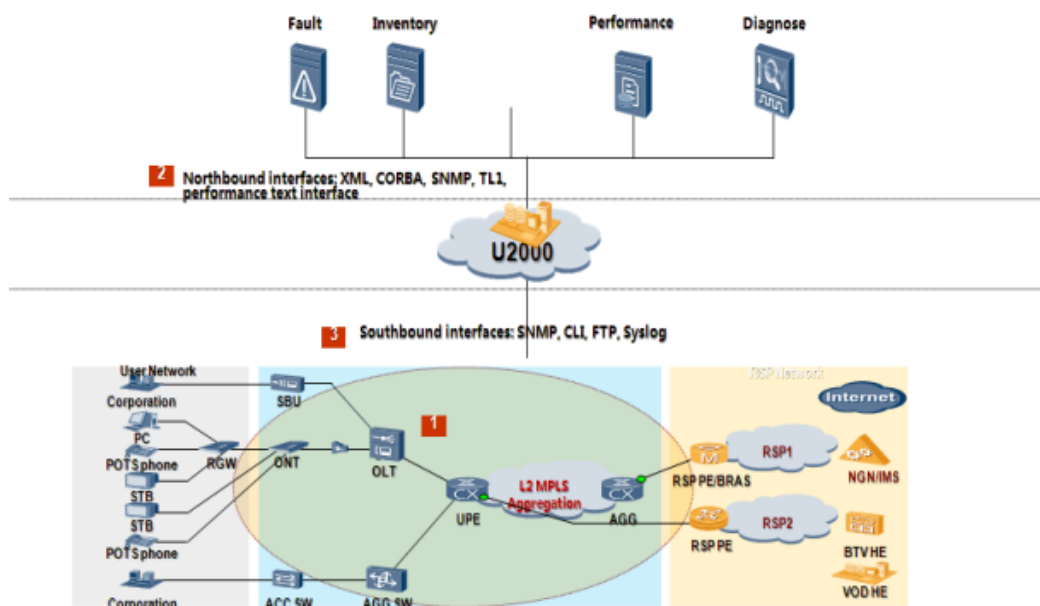 Fault
Inventory
Performance
Diagnose
2
Northbound interfaces: XML, CORBA, SNMP, TL1,
performance text interface
U2000
3
Southbound interfaces: SNMP, CLI, FTP, Syslog
User Network
RSP Network
Corporation
SBU
1
Internet
PC
POTS phone
RGW
ONT
OLT
RSP1
RSP PE/BRAS
NGN/IMS
STB
L2 MPLS
Aggregation
CX
CX
STB
UPE
AGG
RSP2
POTS phone
RSP PE
BTV HE
VOD HE
Corporation
ACC SW
AGG SW